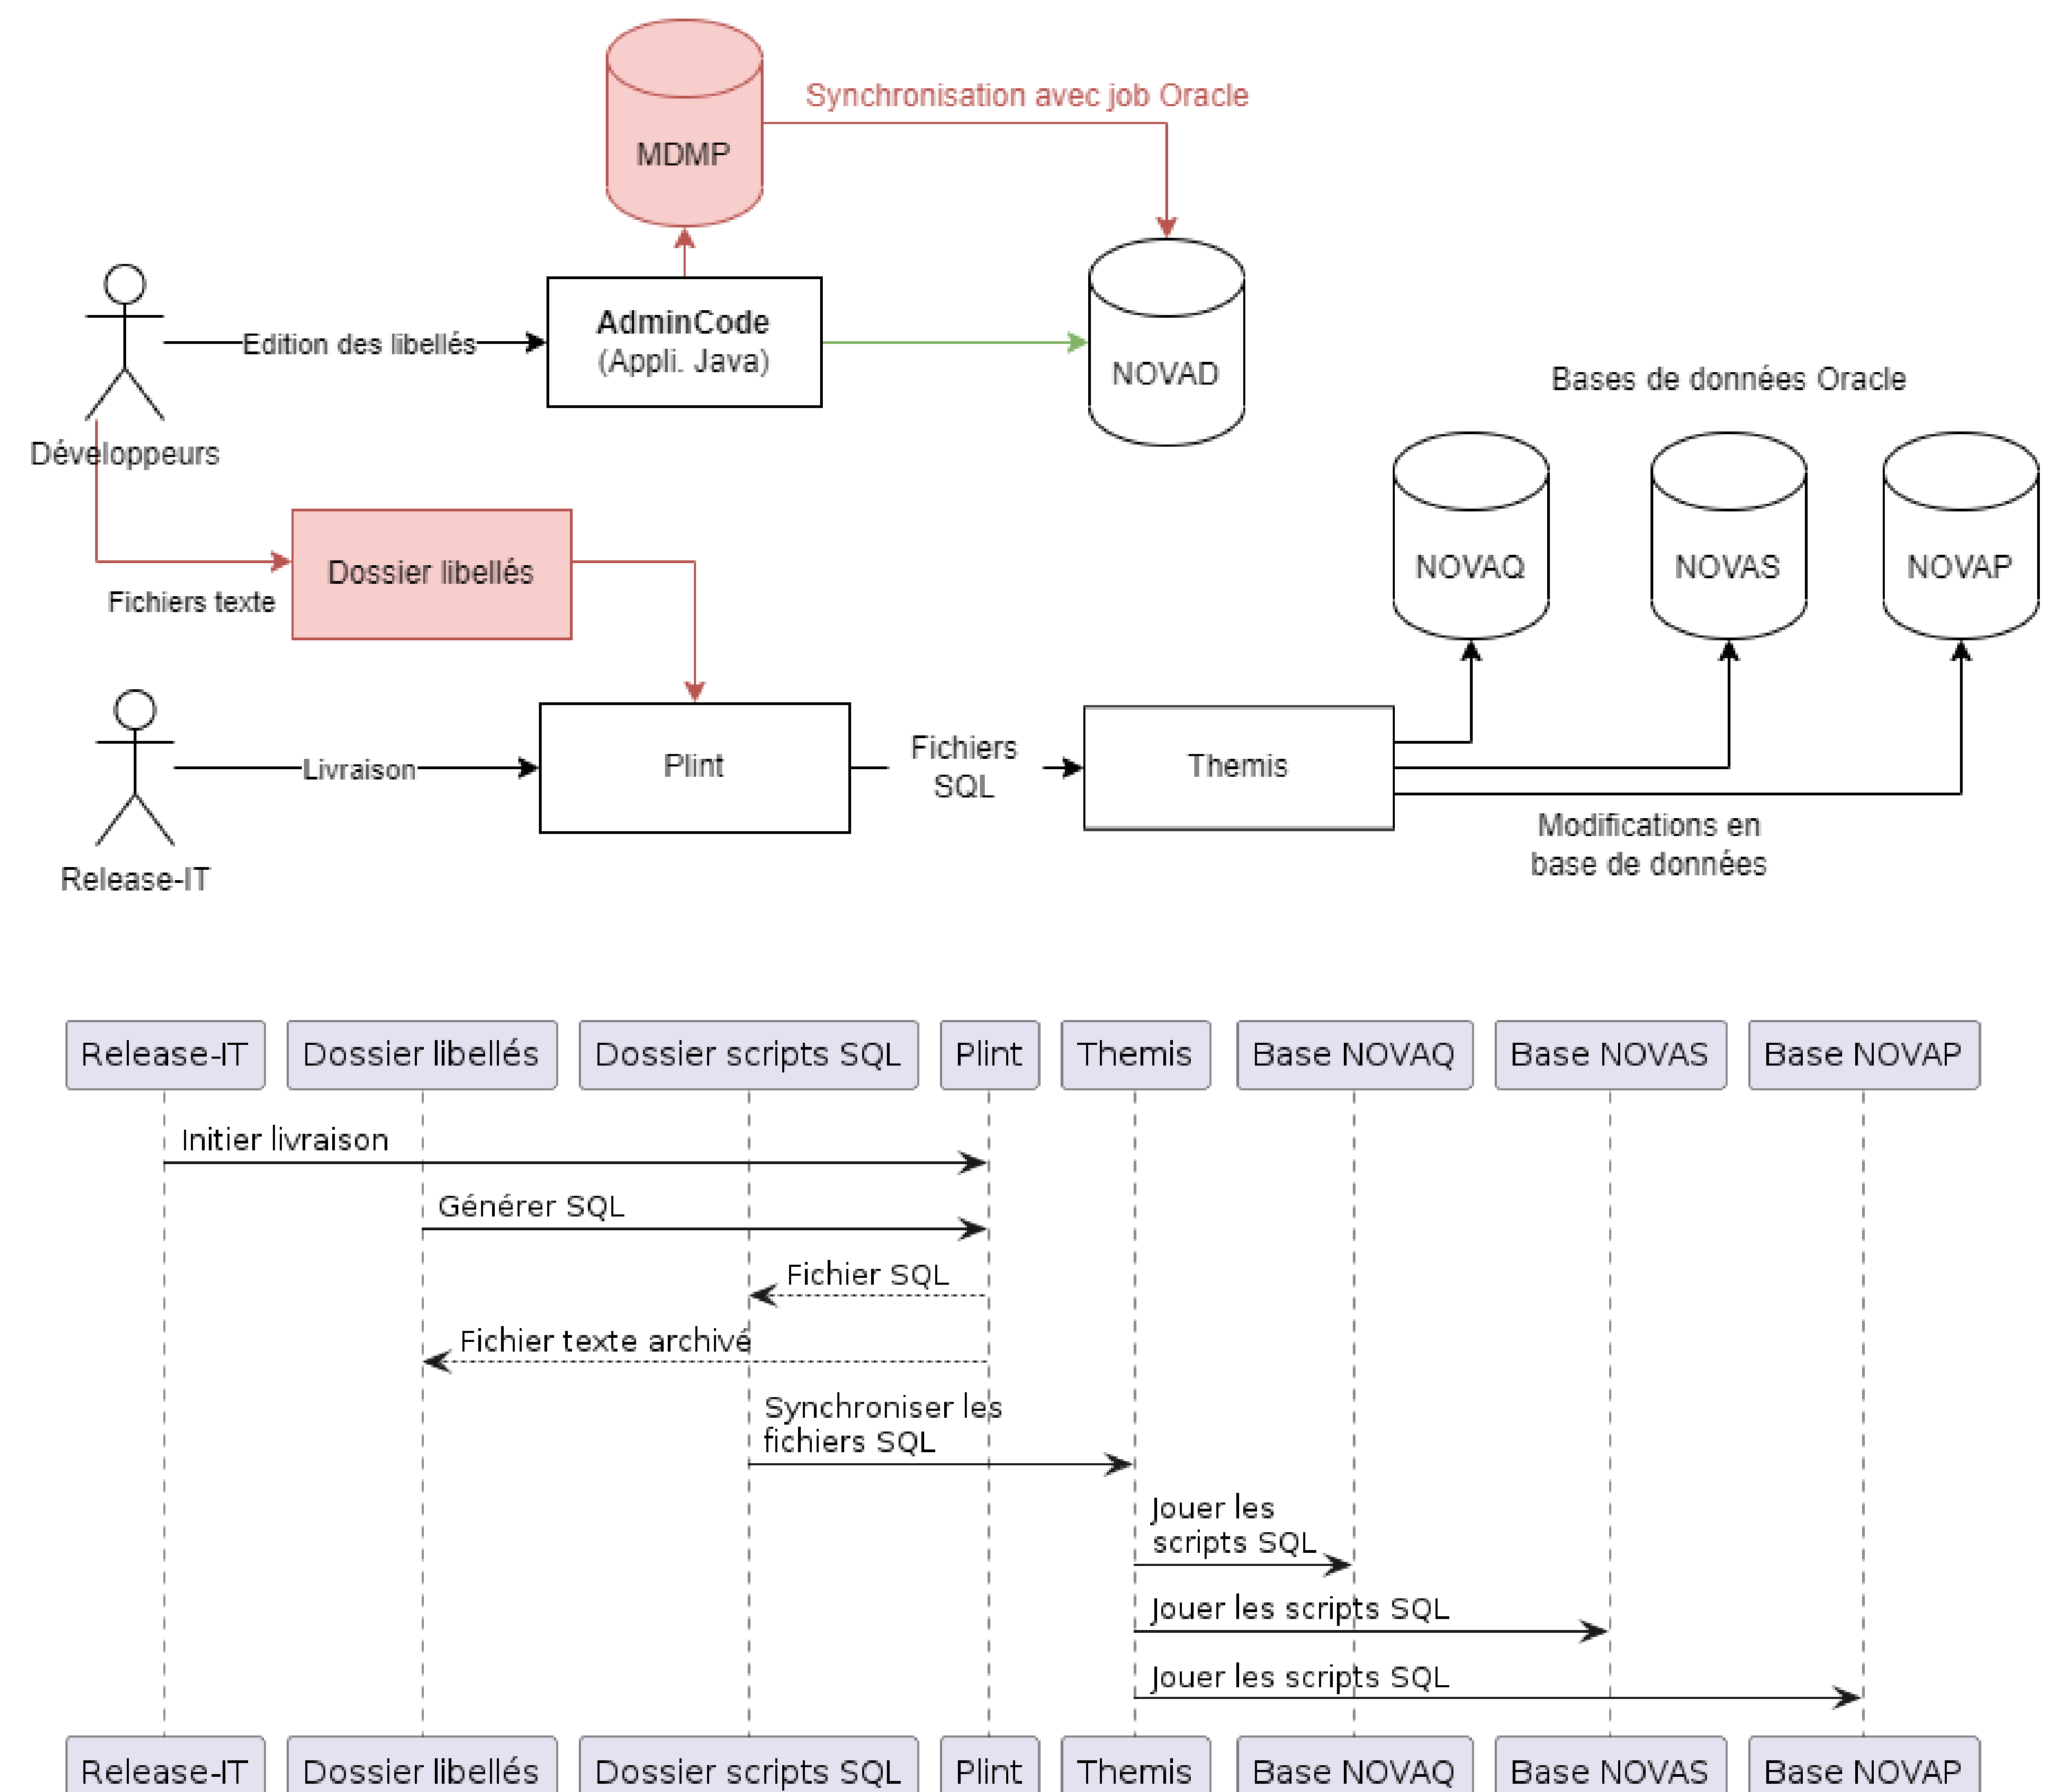 Synchronisation avec job Oracle
MDMP
Edition des libellés
AdminCode
(Appli. Java)
NOVAD
Bases de données Oracle
Développeurs
NOVAQ
NOVAS
NOVAP
Dossier libellés
Fichiers texte
Livraison
Plint
Fichiers
SQL
Themis
Modifications en
base de données
Release-IT
Release-IT
Dossier libellés
Dossier scripts SQL
Plint
Themis
Base NOVAQ
Base NOVAS
Base NOVAP
Initier livraison
Générer SQL
Fichier SQL
Fichier texte archivé
Synchroniser les
fichiers SQL
Jouer les
scripts SQL
Jouer les scripts SQL
Jouer les scripts SQL
Release-IT
Dossier libellés
Dossier scripts SQL
Plint
Themis
Base NOVAQ
Base NOVAS
Base NOVAP